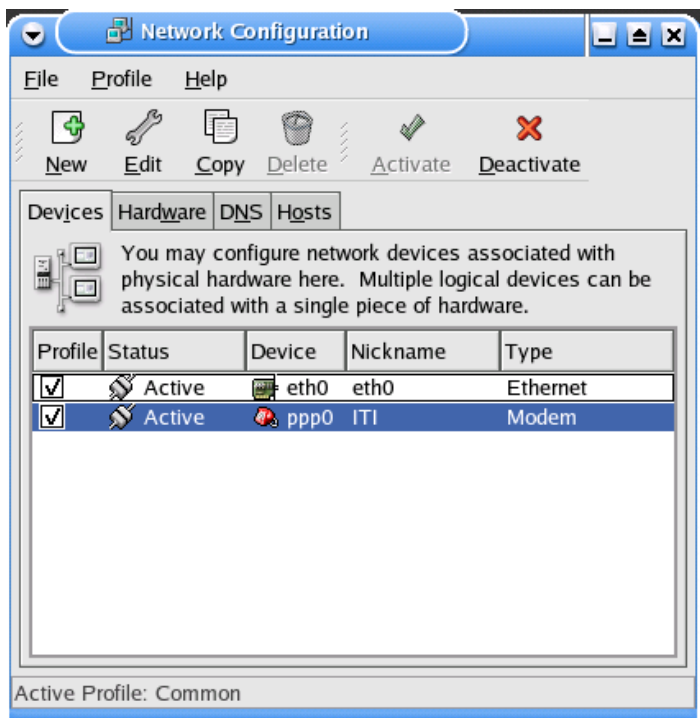 Network Configuration
File Profile Help
New Edit Copy Delete Activate Deactivate
Devices Hardware DNS Hosts
You may configure network devices associated with
physical hardware here. Multiple logical devices can be
associated with a single piece of hardware.
Profile Status Device Nickname Type
Active eth0 eth0 Ethernet
Active ppp0 ITI Modem
Active Profile: Common